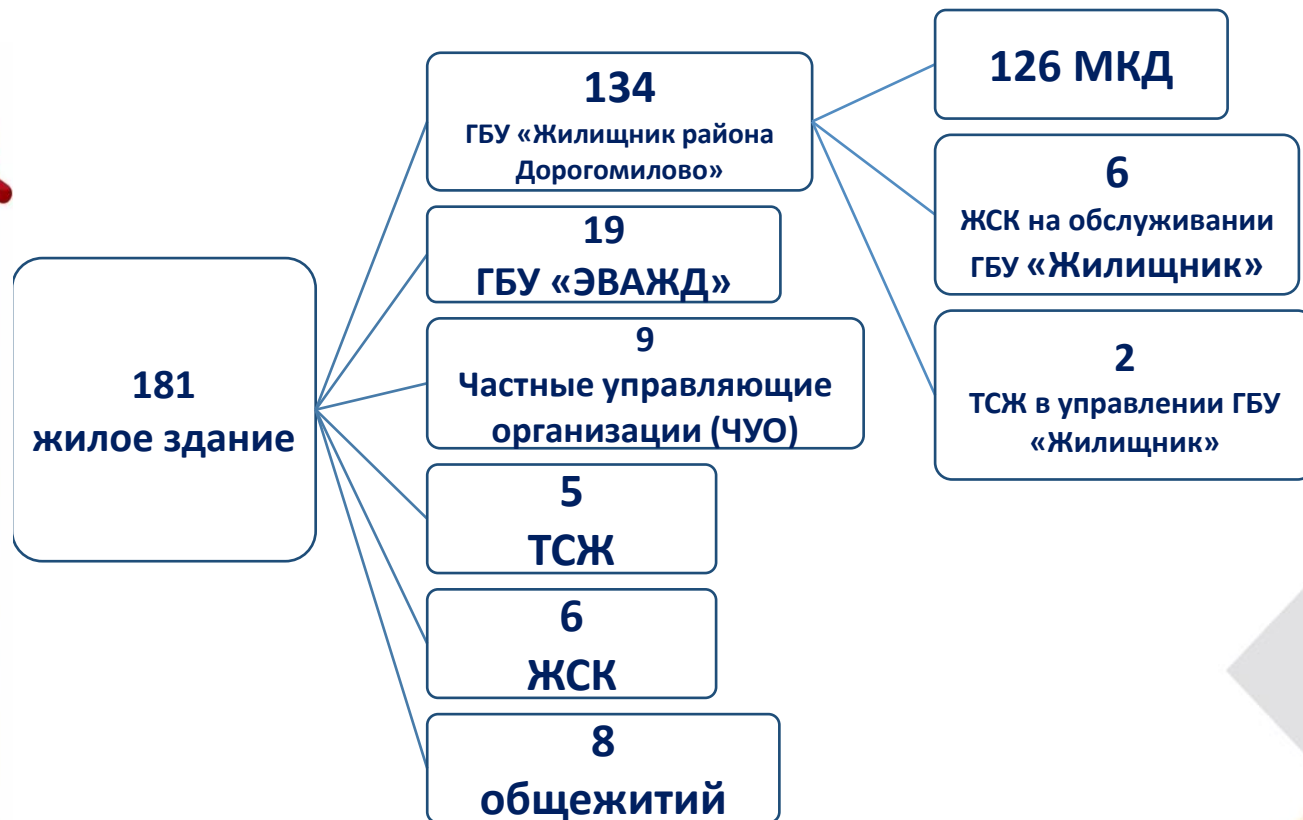 181
жилое здание
134
ГБУ «Жилищник района
Дорогомилово»
19
ГБУ «ЭВАЖД»
9
Частные управляющие
организации (ЧУО)
5
ТСЖ
6
ЖСК
8
общежитий
126 МКД
6
ЖСК на обслуживании
ГБУ «Жилищник»
2
ТСЖ в управлении ГБУ
«Жилищник»